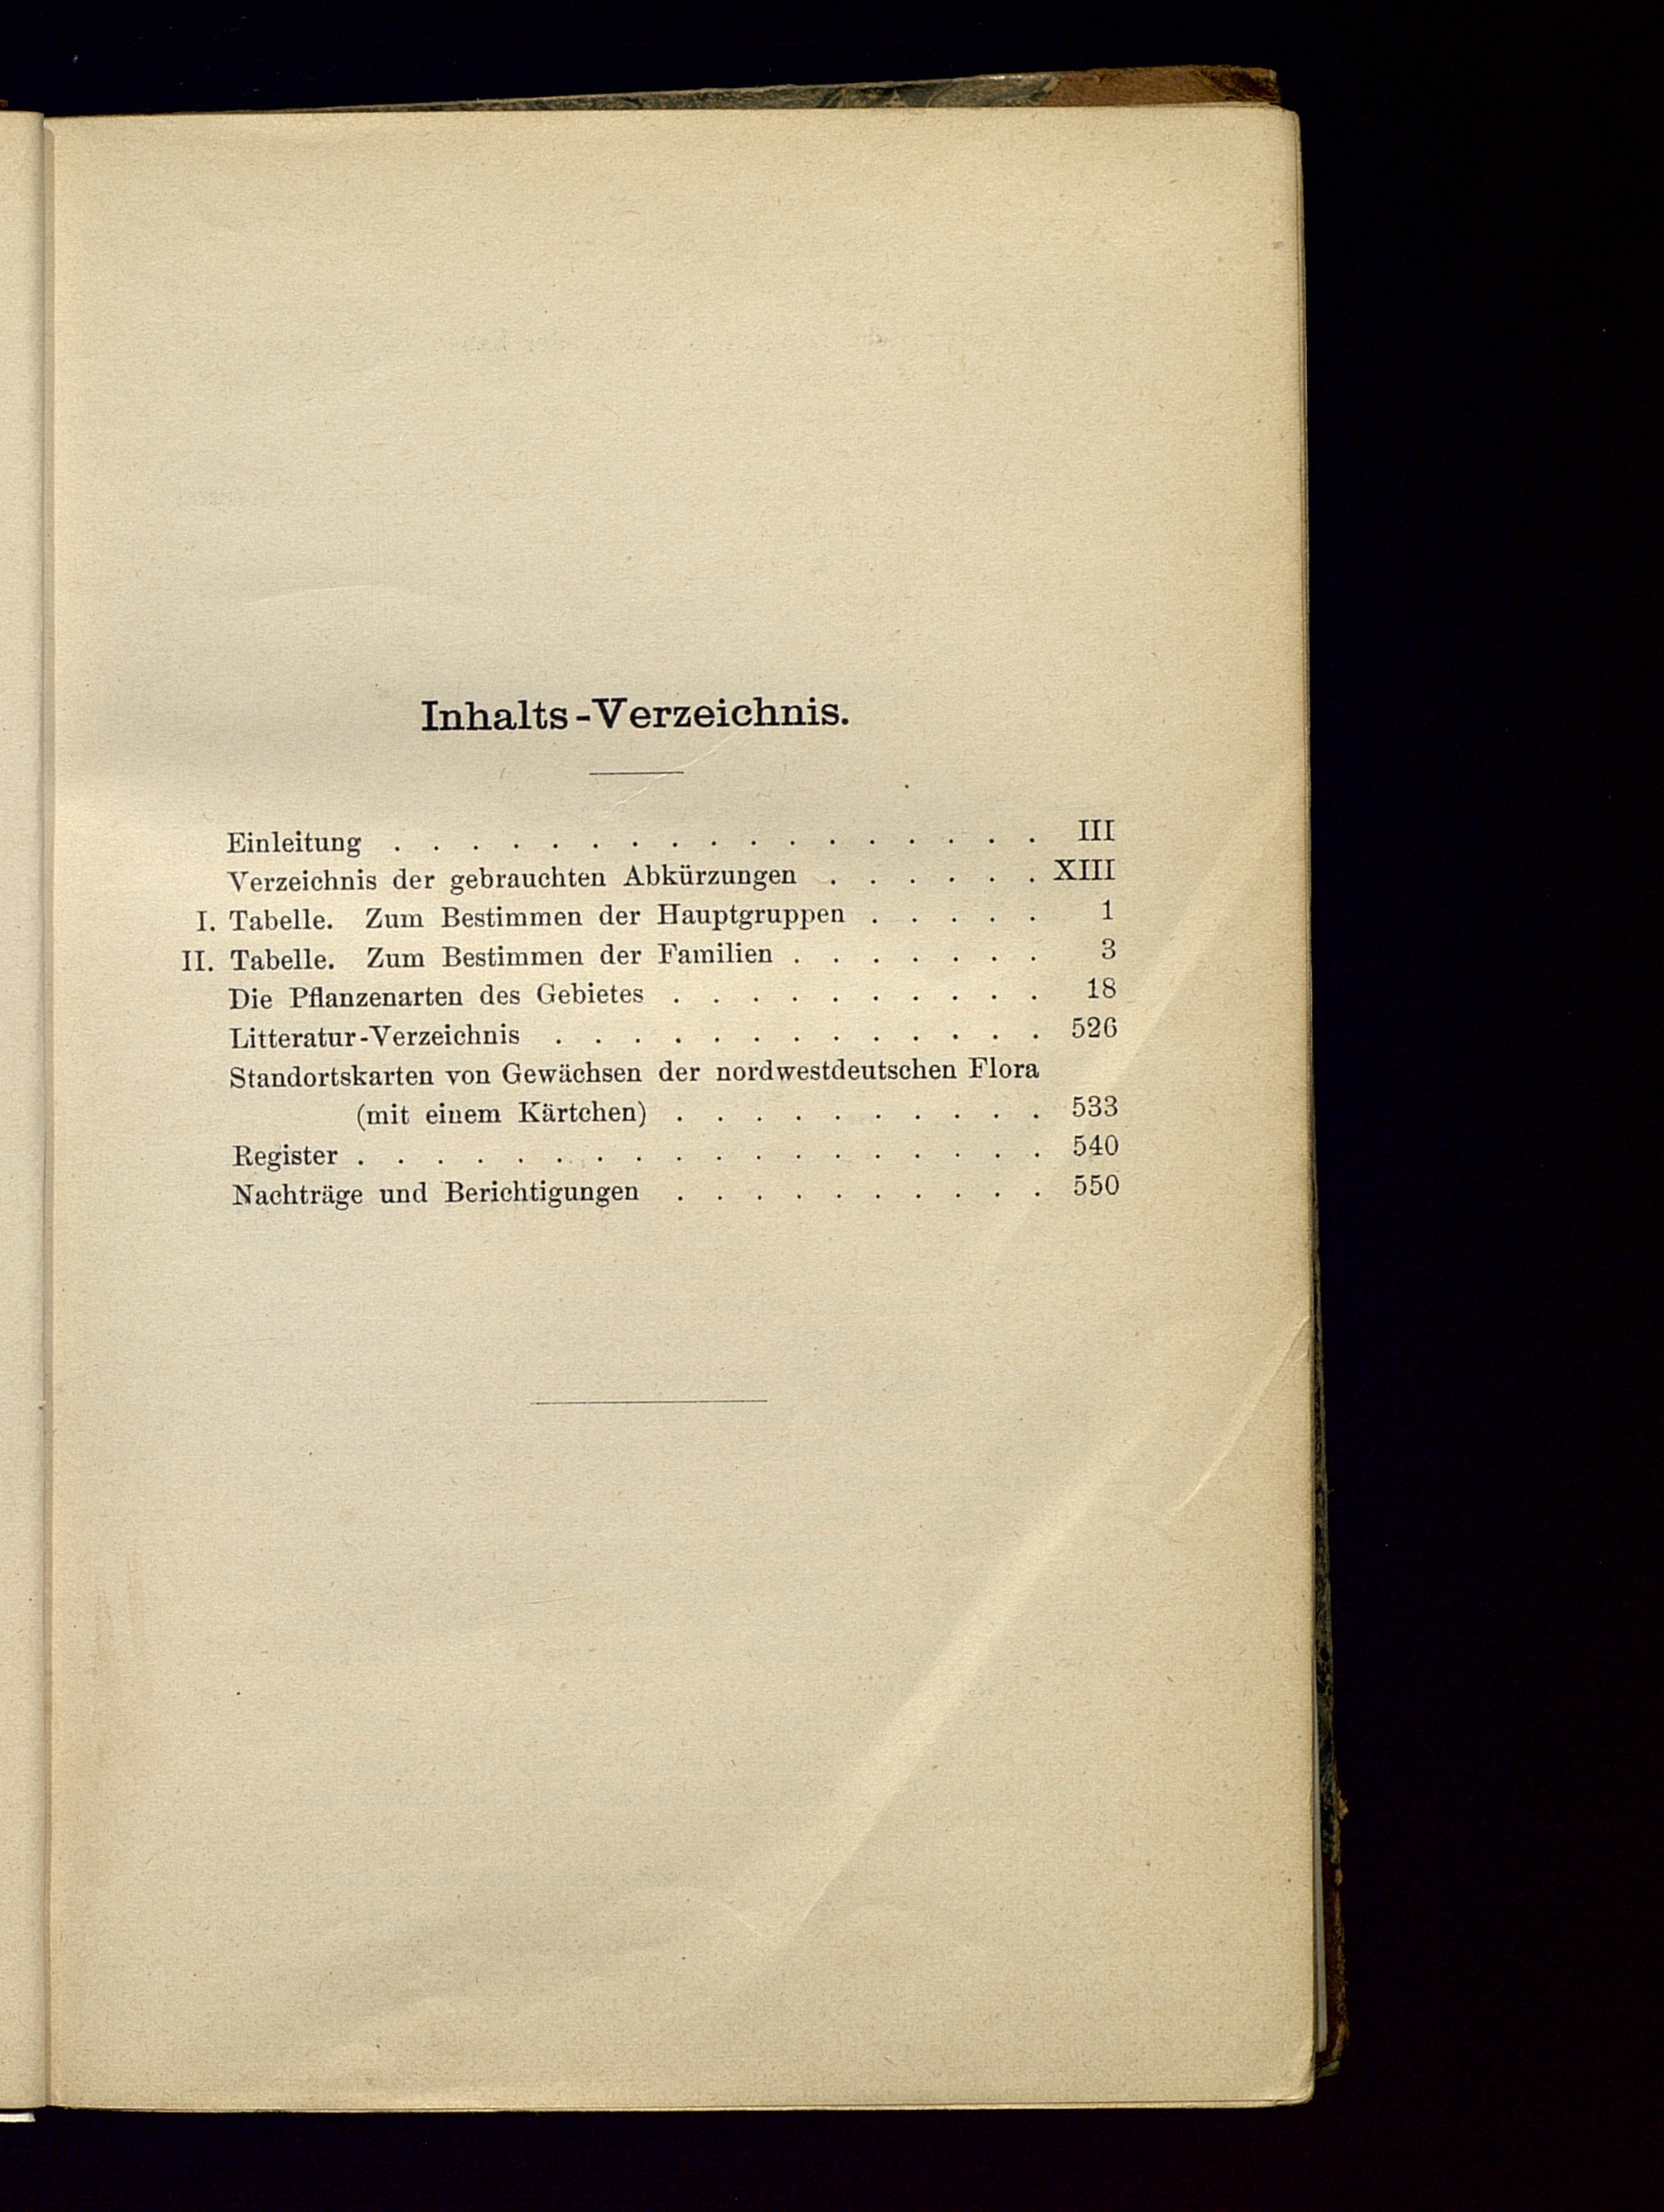 Inhalts-Verzeichnis.
Einleitung . . . . . . . . . . . . . . . . . III
Verzeichnis der gebrauchten Abkürzungen . . . . . . XIII
I. Tabelle. Zum Bestimmen der Hauptgruppen . . . . . 1
II. Tabelle. Zum Bestimmen der Familien . . . . . . . 3
Die Pflanzenarten des Gebietes . . . . . . . . . . 18
Litteratur-Verzeichnis . . . . . . . . . . . . . 526
Standortskarten von Gewächsen der nordwestdeutschen Flora
(mit einem Kärtchen) . . . . . . . . . . 533
Register . . . . . . . . . . . . . . . . . . 540
Nachträge und Berichtigungen . . . . . . . . . . 550